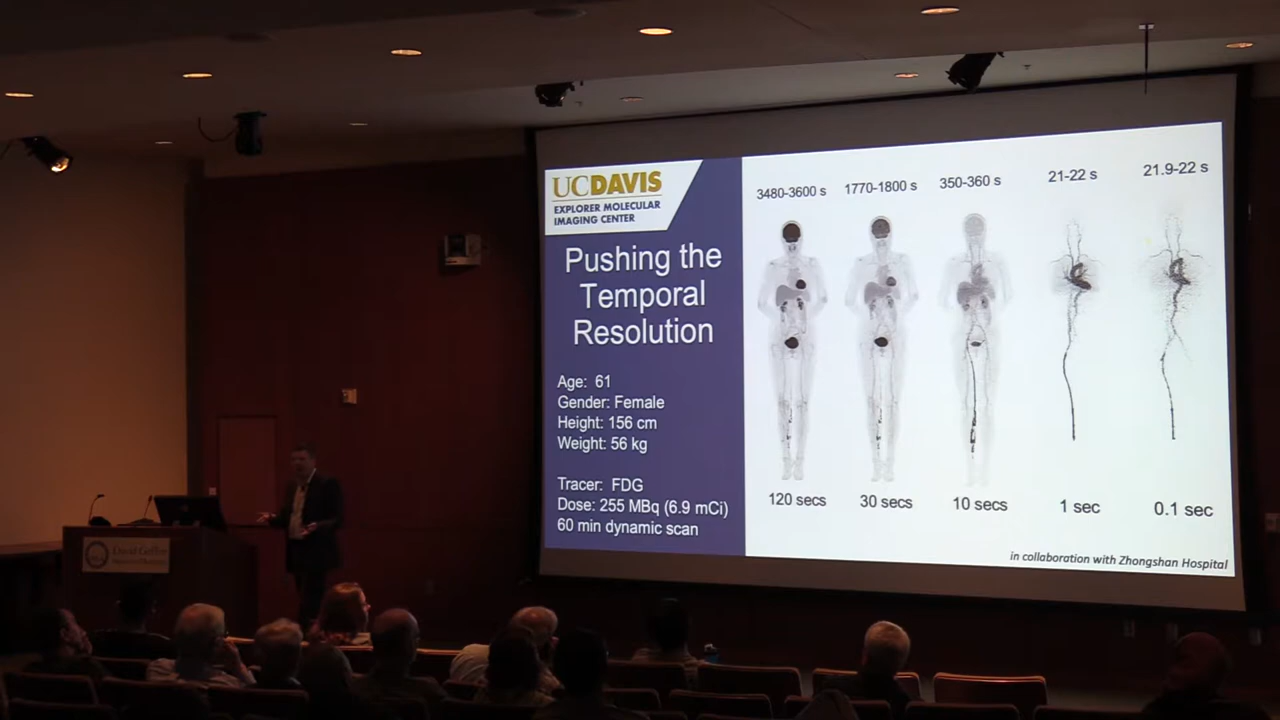 UCDAVIS
EXPLORER MOLECULAR
IMAGING CENTER
Pushing the
Temporal
Resolution
Age: 61
Gender: Female
Height: 156 cm
Weight: 56 kg
Tracer: FDG
Dose: 255 MBq (6.9 mCi)
60 min dynamic scan
3480-3600 s
1770-1800 s
350-360 s
21-22 s
21.9-22 s
120 secs
30 secs
10 secs
1 sec
0.1 sec
in collaboration with Zhongshan Hospital
David Geffen